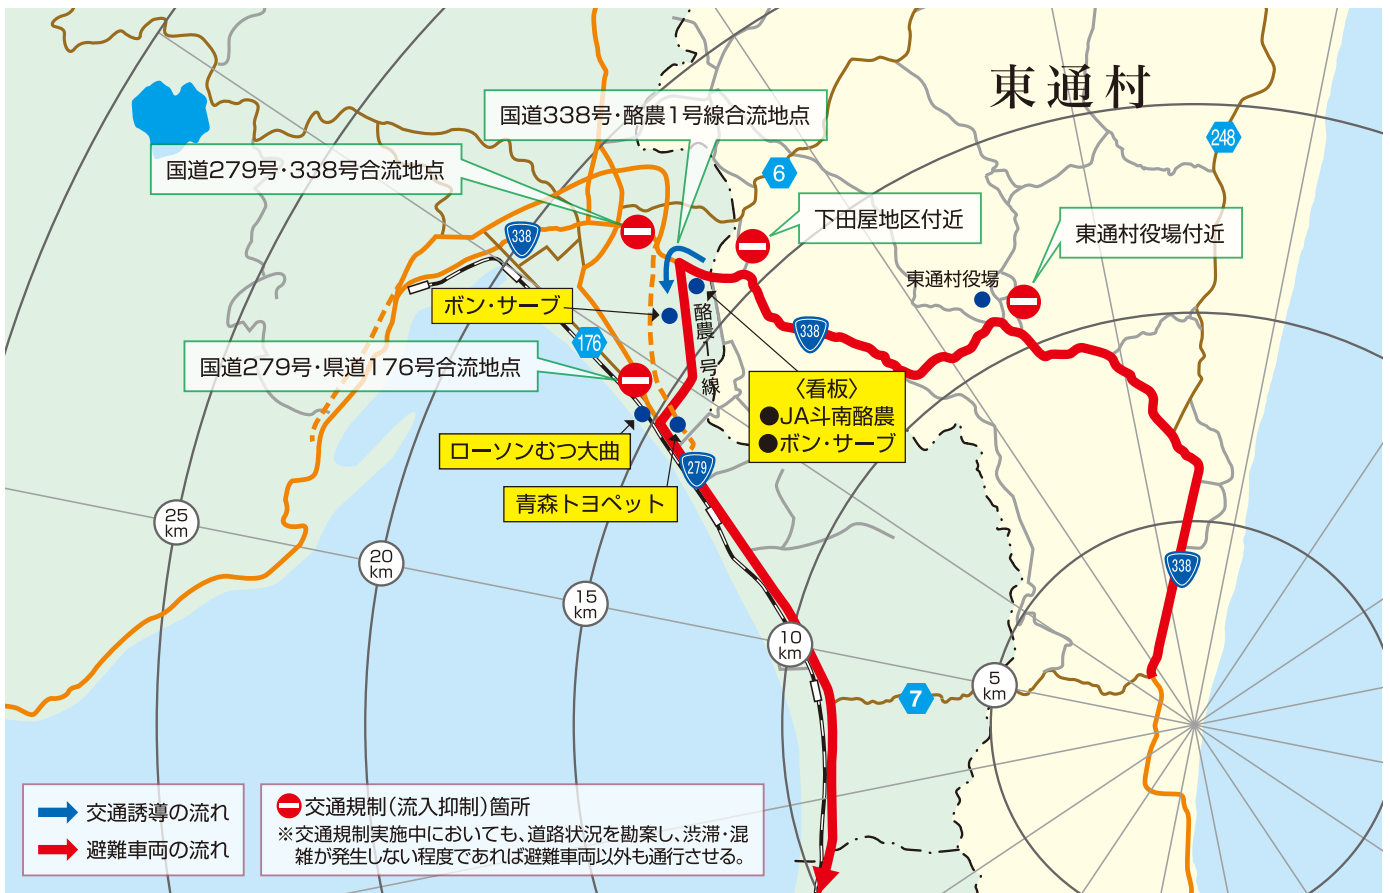 東通村
国道338号・酪農1号線合流地点
248
国道279号・338号合流地点
6
下田屋地区付近
東通村役場付近
338
東通村役場
ボン・サーブ
酪農1号線
338
176
国道279号・県道176号合流地点
〈看板〉
●JA斗南酪農
●ボン・サーブ
ローソンむつ大曲
279
青森トヨペット
25
km
20
km
15
km
10
km
5
km
338
7
交通誘導の流れ
避難車両の流れ
交通規制(流入抑制)箇所
※交通規制実施中においても、道路状況を勘案し、渋滞・混
雑が発生しない程度であれば避難車両以外も通行させる。